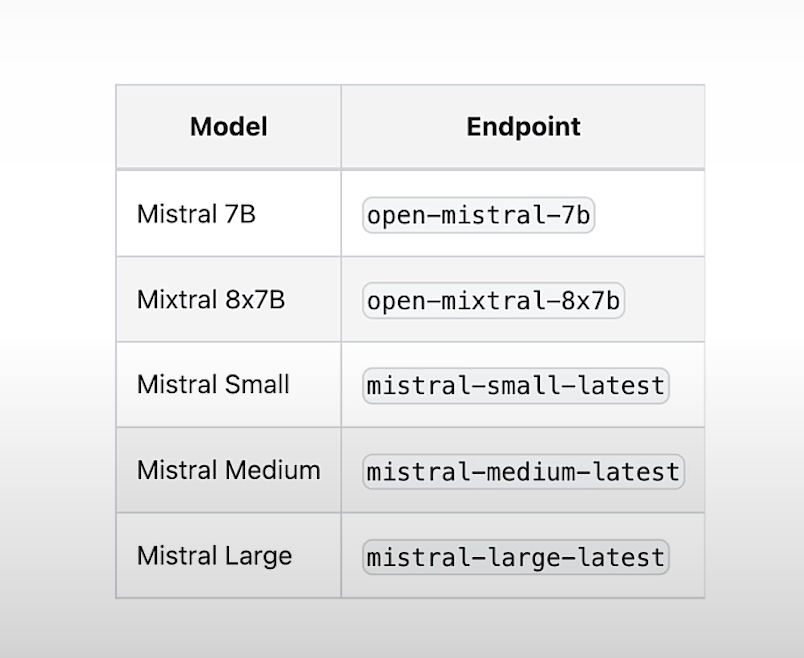 Model Endpoint
Mistral 7B open-mistral-7b
Mixtral 8x7B open-mixtral-8x7b
Mistral Small mistral-small-latest
Mistral Medium mistral-medium-latest
Mistral Large mistral-large-latest